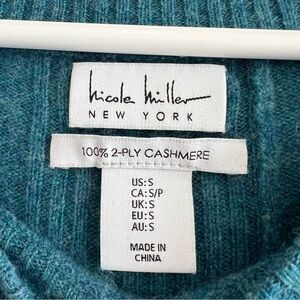 Nicole Miller
NEW YORK
100% 2-PLY CASHMERE
US: S
CA: S/P
UK: S
EU: S
AU: S
MADE IN
CHINA